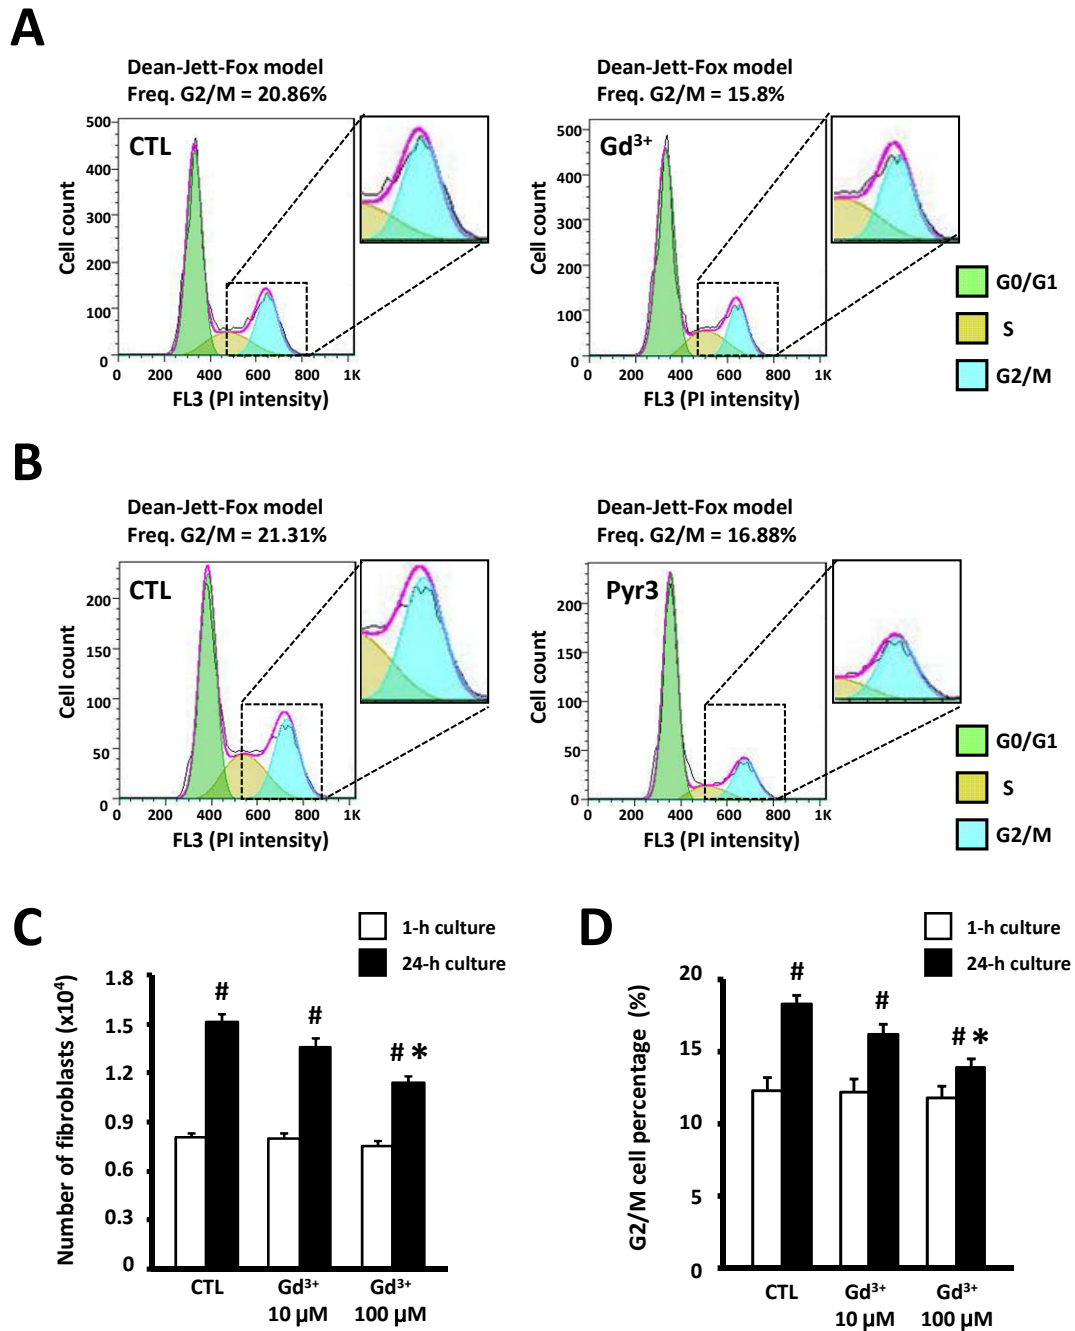 A
Dean-Jett-Fox model
Freq. G2/M = 20.86%
CTL
500
400
300
200
100
0
Cell count
0 200 400 600 800 1K
FL3 (PI intensity)
Dean-Jett-Fox model
Freq. G2/M = 15.8%
Gd³⁺
500
400
300
200
100
0
Cell count
0 200 400 600 800 1K
FL3 (PI intensity)
G0/G1
S
G2/M
B
Dean-Jett-Fox model
Freq. G2/M = 21.31%
CTL
200
150
100
50
0
Cell count
0 200 400 600 800 1K
FL3 (PI intensity)
Dean-Jett-Fox model
Freq. G2/M = 16.88%
Pyr3
200
150
100
50
0
Cell count
0 200 400 600 800 1K
FL3 (PI intensity)
G0/G1
S
G2/M
C
1-h culture
24-h culture
Number of fibroblasts (x10⁴)
1.8
1.5
1.2
0.9
0.6
0.3
0
#
#
# *
CTL
Gd³⁺
10 µM
Gd³⁺
100 µM
D
1-h culture
24-h culture
G2/M cell percentage (%)
20
15
10
5
0
#
#
# *
CTL
Gd³⁺
10 µM
Gd³⁺
100 µM